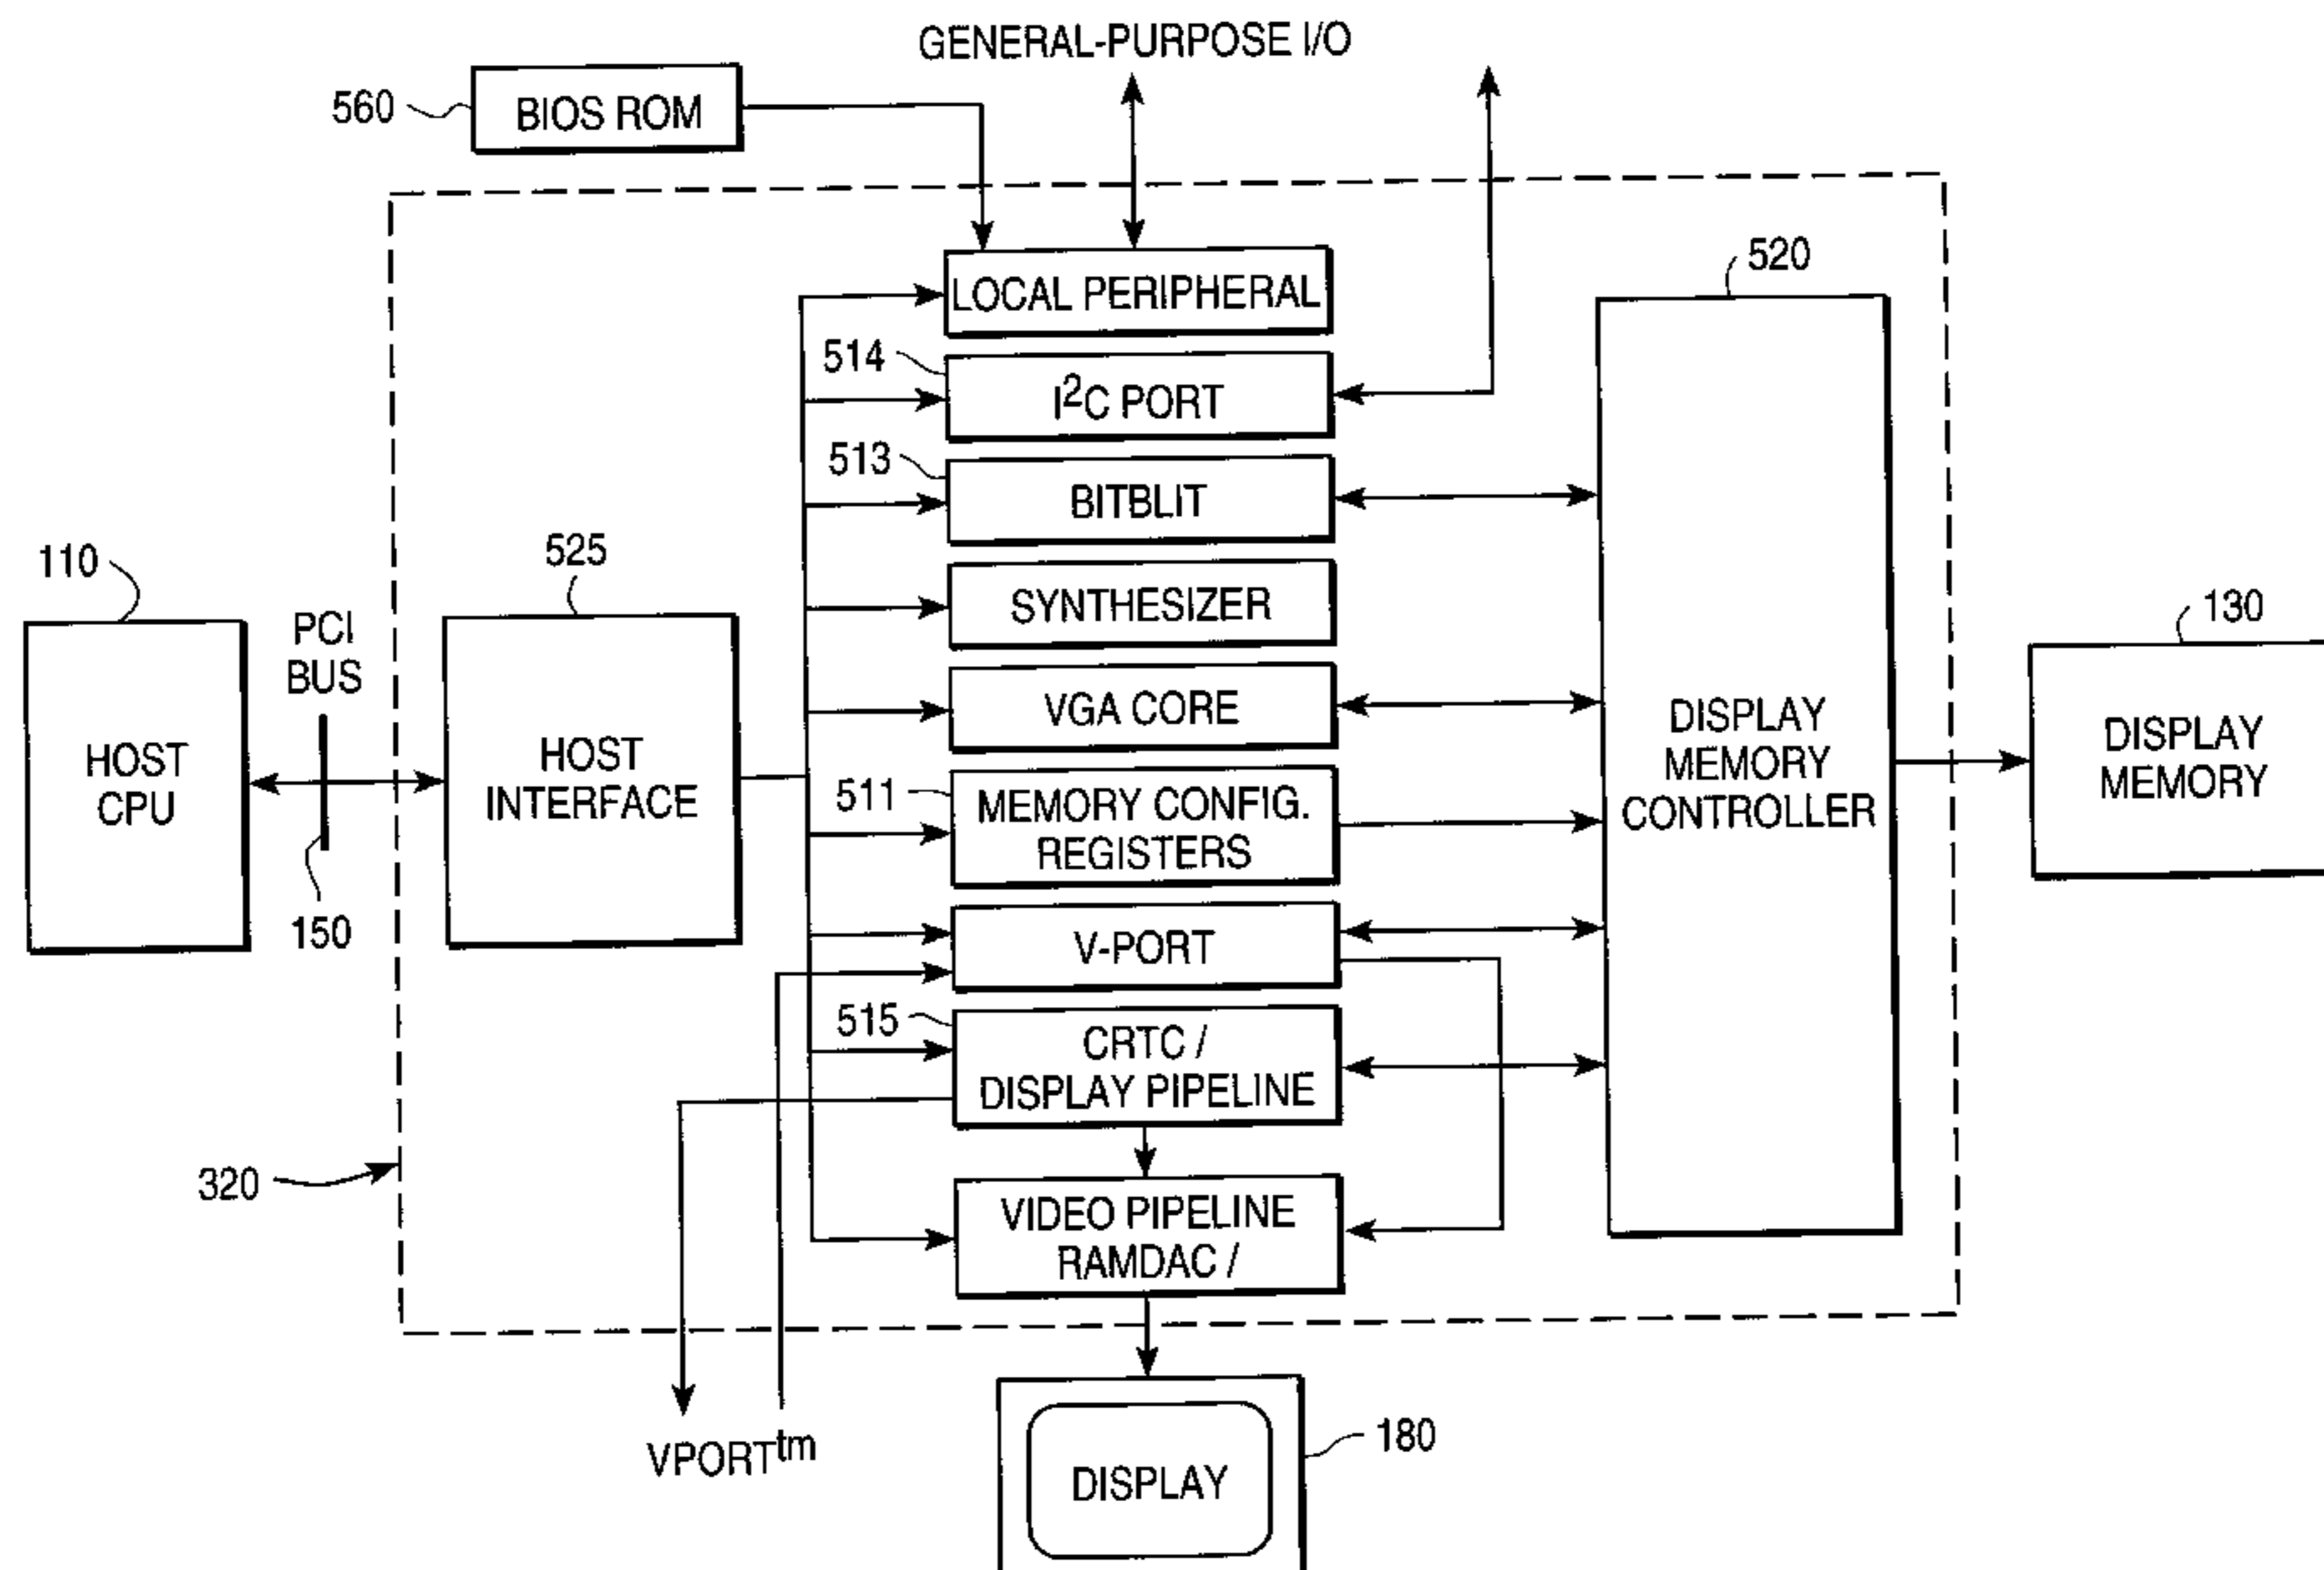 GENERAL-PURPOSE I/O
560
BIOS ROM
520
LOCAL PERIPHERAL
514
I²C PORT
513
BITBLIT
110
525
SYNTHESIZER
130
PCI
BUS
VGA CORE
HOST
CPU
HOST
INTERFACE
DISPLAY
MEMORY
CONTROLLER
DISPLAY
MEMORY
511
MEMORY CONFIG.
REGISTERS
150
V-PORT
515
CRTC /
DISPLAY PIPELINE
320
VIDEO PIPELINE
RAMDAC /
VPORTtm
180
DISPLAY